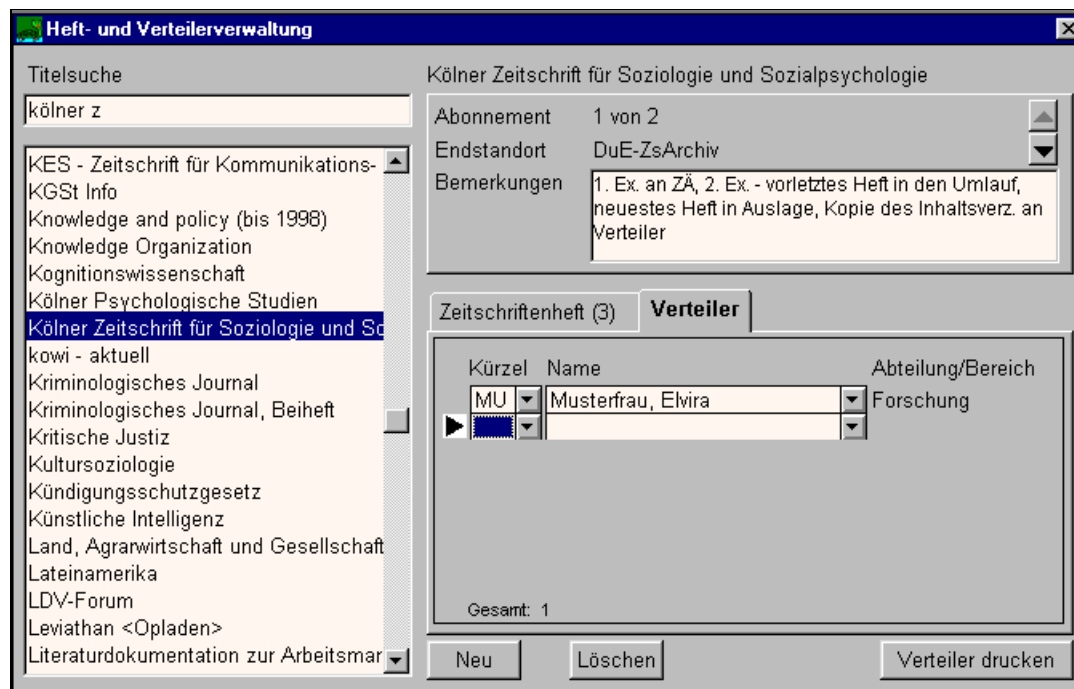 Heft- und Verteilerverwaltung
Titelsuche
kölner z
KES - Zeitschrift für Kommunikations-
KGSt Info
Knowledge and policy (bis 1998)
Knowledge Organization
Kognitionswissenschaft
Kölner Psychologische Studien
Kölner Zeitschrift für Soziologie und So
kowi - aktuell
Kriminologisches Journal
Kriminologisches Journal, Beiheft
Kritische Justiz
Kultursoziologie
Kündigungsschutzgesetz
Künstliche Intelligenz
Land, Agrarwirtschaft und Gesellschaft
Lateinamerika
LDV-Forum
Leviathan <Opladen>
Literaturdokumentation zur Arbeitsmar
Kölner Zeitschrift für Soziologie und Sozialpsychologie
Abonnement 1 von 2
Endstandort DuE-ZsArchiv
Bemerkungen 1. Ex. an ZÄ, 2. Ex. - vorletztes Heft in den Umlauf,
neuestes Heft in Auslage, Kopie des Inhaltsverz. an
Verteiler
Zeitschriftenheft (3) Verteiler
Kürzel Name Abteilung/Bereich
MU Musterfrau, Elvira Forschung
Gesamt: 1
Neu Löschen Verteiler drucken